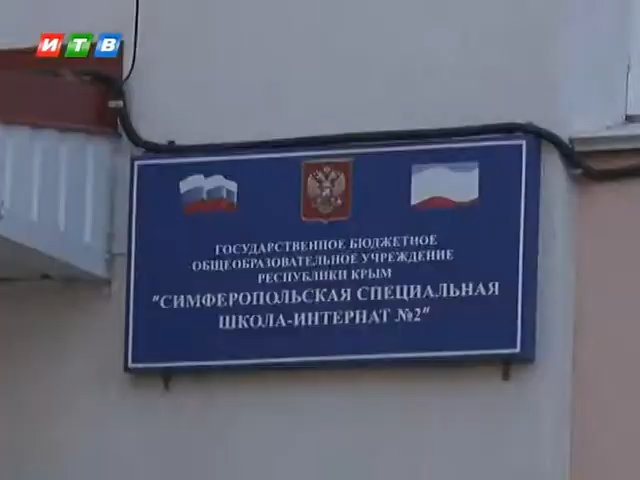 ИТВ
ГОСУДАРСТВЕННОЕ БЮДЖЕТНОЕ
ОБЩЕОБРАЗОВАТЕЛЬНОЕ УЧРЕЖДЕНИЕ
РЕСПУБЛИКИ КРЫМ
"СИМФЕРОПОЛЬСКАЯ СПЕЦИАЛЬНАЯ
ШКОЛА-ИНТЕРНАТ №2"